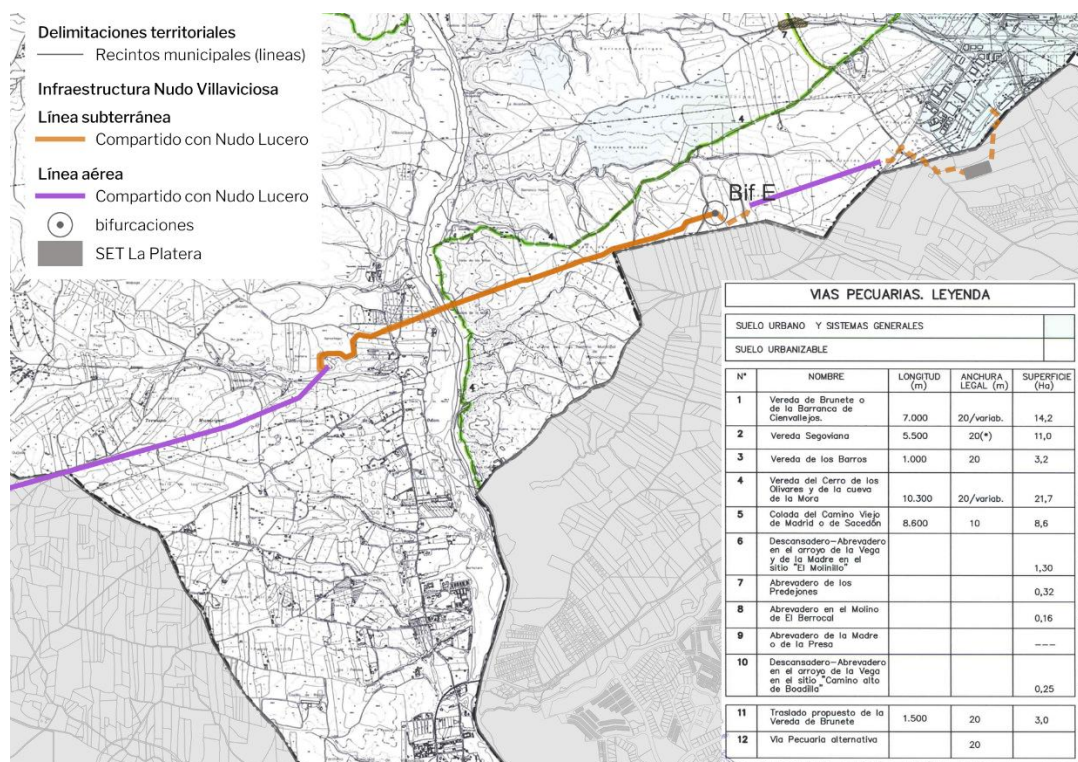 Delimitaciones territoriales
Recintos municipales (lineas)
Infraestructura Nudo Villaviciosa
Línea subterránea
Compartido con Nudo Lucero
Línea aérea
Compartido con Nudo Lucero
bifurcaciones
SET La Platera
7
4
Bif E
4
4
VIAS PECUARIAS. LEYENDA
SUELO URBANO Y SISTEMAS GENERALES
SUELO URBANIZABLE
Nº NOMBRE LONGITUD (m) ANCHURA LEGAL (m) SUPERFICIE (Ha)
1 Vereda de Brunete o
de la Barranca de
Cienvallejos. 7.000 20/variab. 14,2
2 Vereda Segoviana 5.500 20(*) 11,0
3 Vereda de los Barros 1.000 20 3,2
4 Vereda del Cerro de los
Olivares y de la cueva
de la Mora 10.300 20/variab. 21,7
5 Colada del Camino Viejo
de Madrid o de Sacedón 8.600 10 8,6
6 Descansadero-Abrevadero
en el arroyo de la Vega
y de la Madre en el
sitio "El Molinillo" 1,30
7 Abrevadero de los
Predejones 0,32
8 Abrevadero en el Molino
de El Berrocal 0,16
9 Abrevadero de la Madre
o de la Presa ---
10 Descansadero-Abrevadero
en el arroyo de la Vega
en el sitio "Camino alto
de Boadilla" 0,25
11 Traslado propuesto de la
Vereda de Brunete 1.500 20 3,0
12 Via Pecuaria alternativa 20